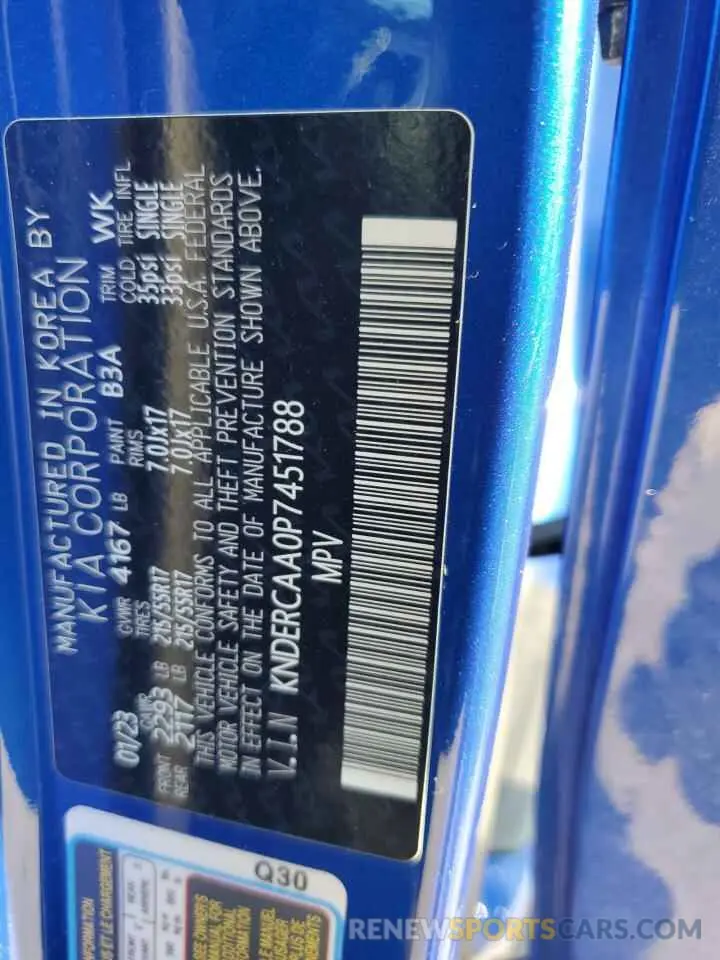 MANUFACTURED IN KOREA BY
KIA CORPORATION
01/23 GVWR 4167 LB PAINT B3A TRIM WK
GAWR TIRES RIMS COLD TIRE INFL
FRONT 2293 LB 215/55R17 7.0Jx17 35psi SINGLE
REAR 2117 LB 215/55R17 7.0Jx17 33psi SINGLE
THIS VEHICLE CONFORMS TO ALL APPLICABLE U.S.A. FEDERAL
MOTOR VEHICLE SAFETY AND THEFT PREVENTION STANDARDS
IN EFFECT ON THE DATE OF MANUFACTURE SHOWN ABOVE.
V.I.N KNDERCAA0P7451788
MPV
Q30
RENEWSPORTSCARS.COM